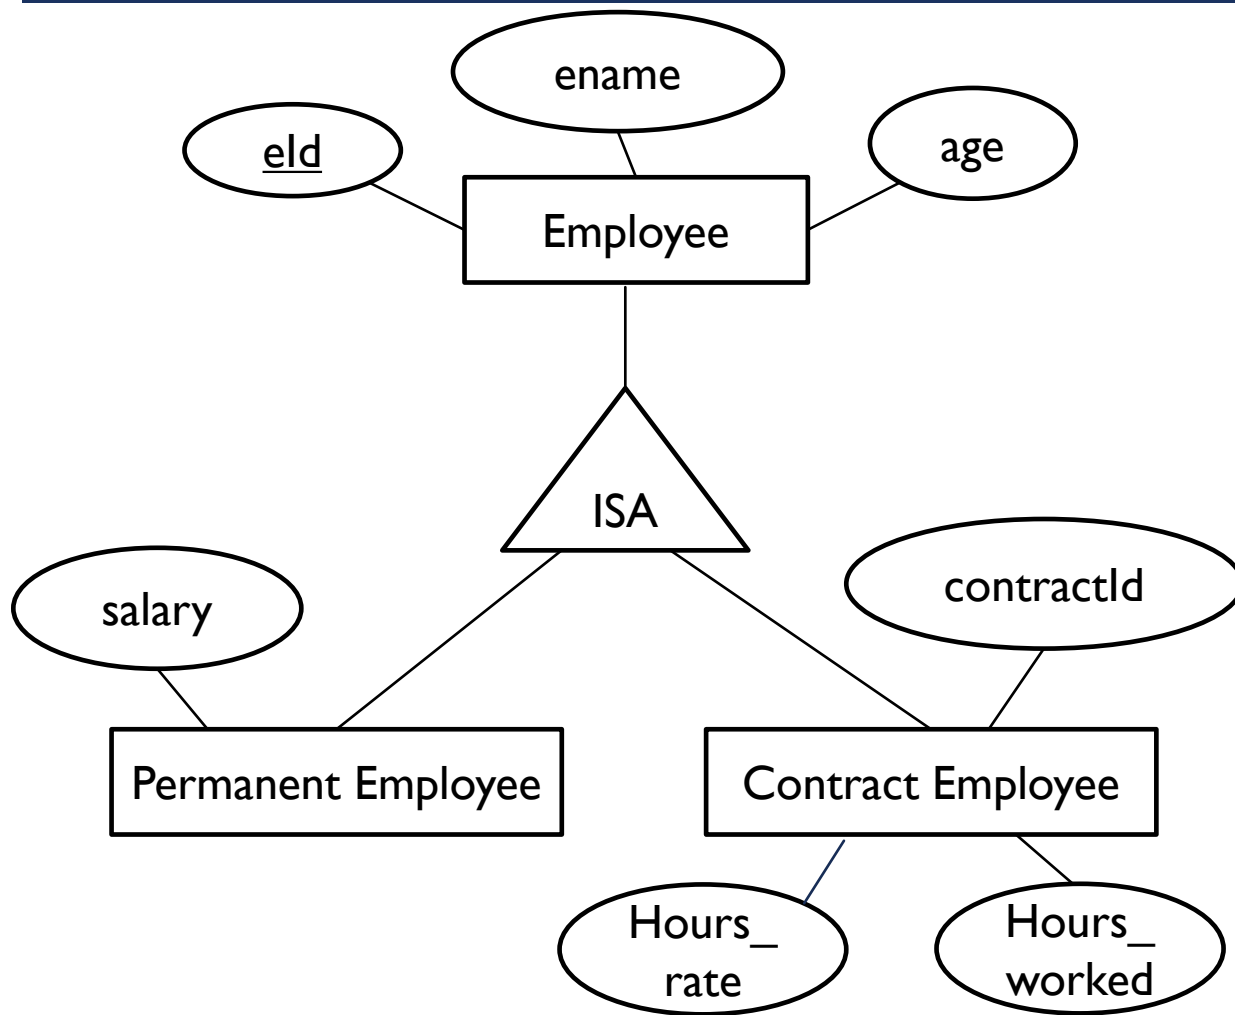 ename
eId
age
Employee
ISA
salary
contractId
Permanent Employee
Contract Employee
Hours_
rate
Hours_
worked